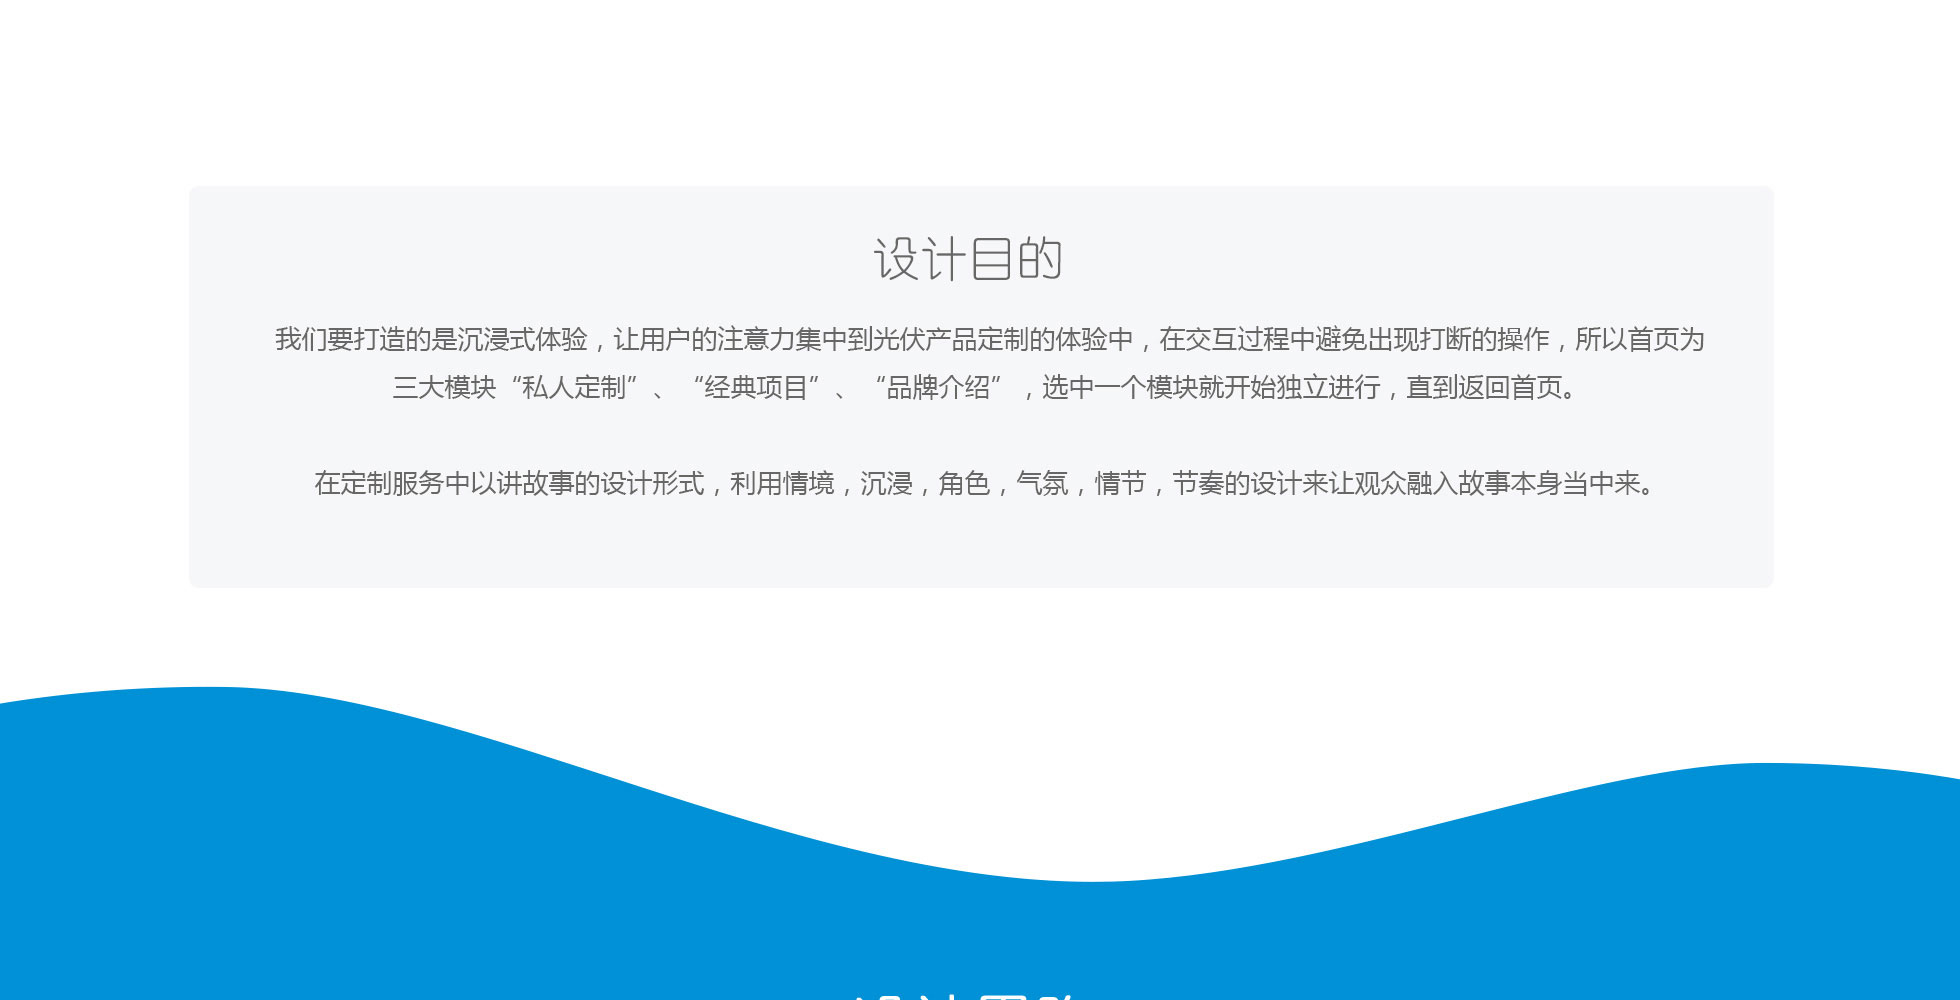 设计目的
我们要打造的是沉浸式体验，让用户的注意力集中到光伏产品定制的体验中，在交互过程中避免出现打断的操作，所以首页为
三大模块“私人定制”、“经典项目”、“品牌介绍”，选中一个模块就开始独立进行，直到返回首页。
在定制服务中以讲故事的设计形式，利用情境，沉浸，角色，气氛，情节，节奏的设计来让观众融入故事本身当中来。